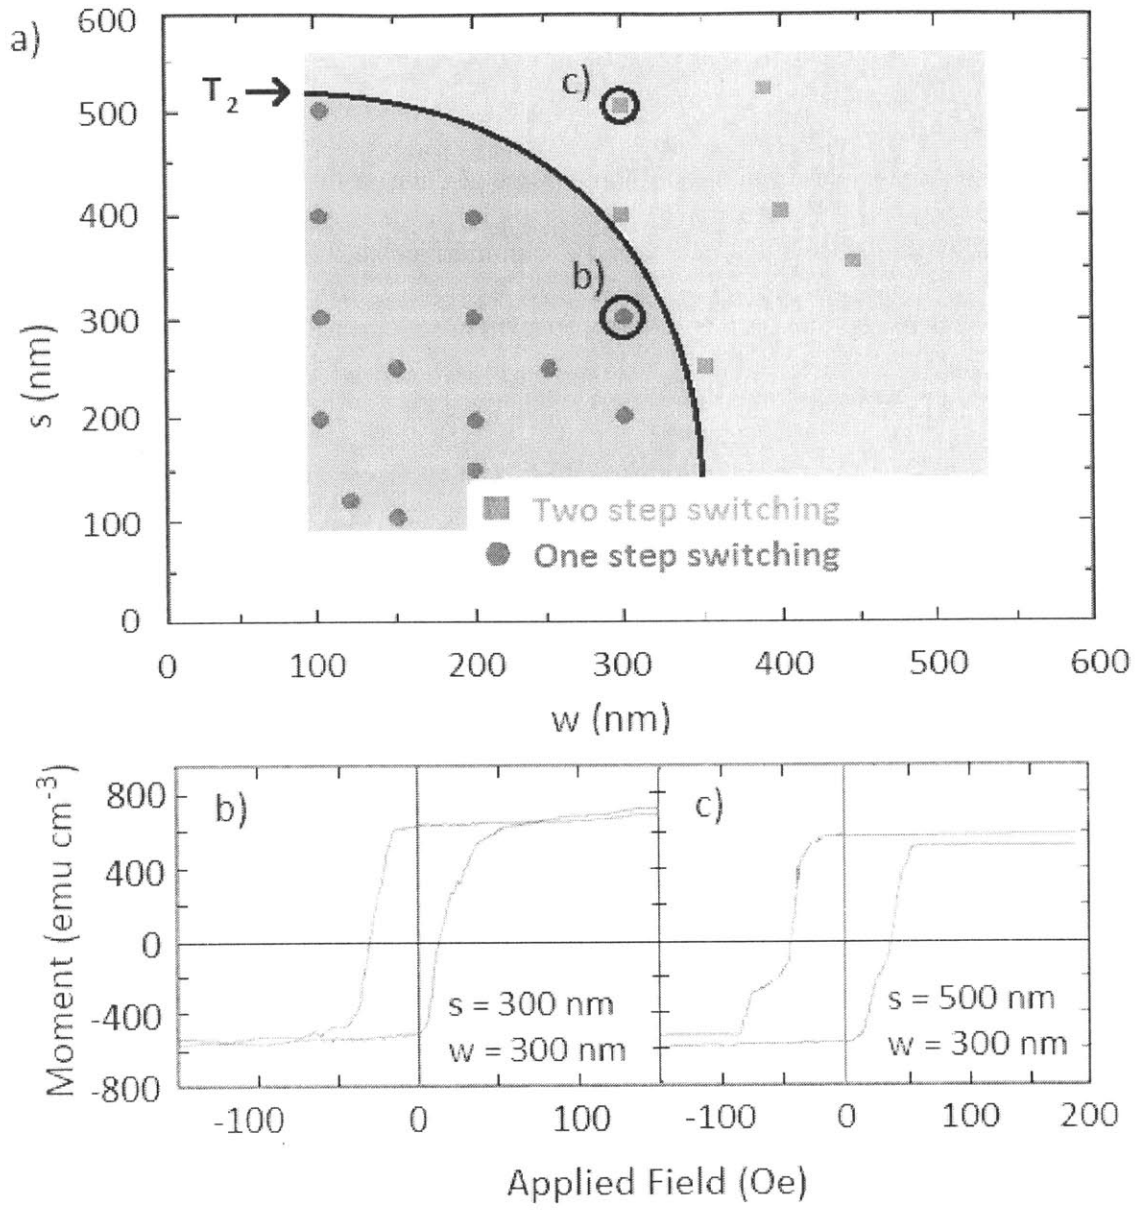 a)
600
500
400
300
200
100
0
s (nm)
T2
c)
b)
Two step switching
One step switching
0 100 200 300 400 500 600
w (nm)
Moment (emu cm-3)
800
400
0
-400
-800
b)
s = 300 nm
w = 300 nm
-100 0 100
c)
s = 500 nm
w = 300 nm
-100 0 100 200
Applied Field (Oe)